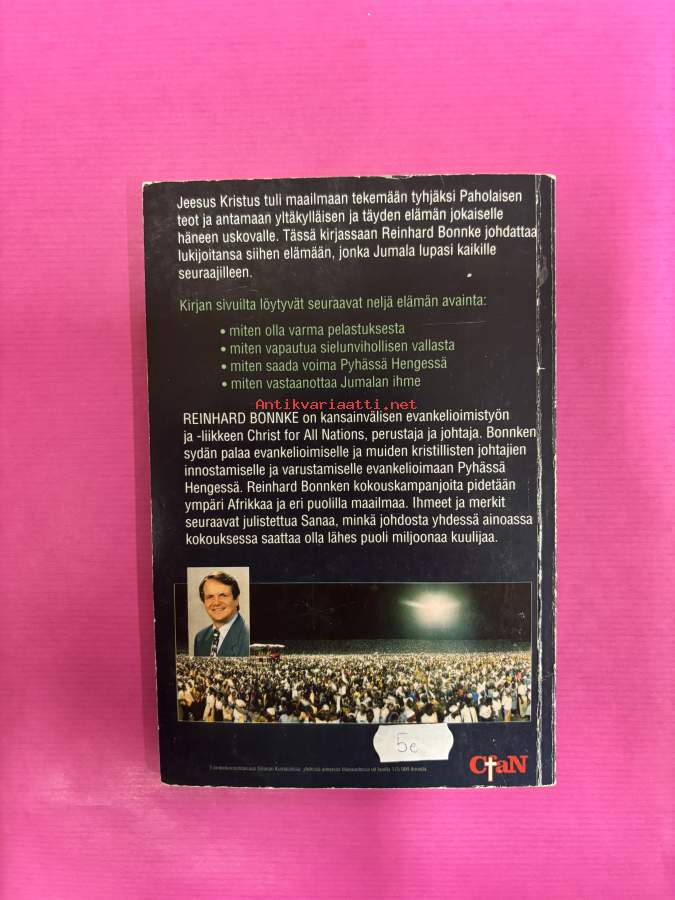 Jeesus Kristus tuli maailmaan tekemään tyhjäksi Paholaisen
teot ja antamaan yltäkylläisen ja täyden elämän jokaiselle
häneen uskovalle. Tässä kirjassaan Reinhard Bonnke johdattaa
lukijoitansa siihen elämään, jonka Jumala lupasi kaikille
seuraajilleen.
Kirjan sivuilta löytyvät seuraavat neljä elämän avainta:
• miten olla varma pelastuksesta
• miten vapautua sielunvihollisen vallasta
• miten saada voima Pyhässä Hengessä
• miten vastaanottaa Jumalan ihme
Antikvariaatti.net
REINHARD BONNKE on kansainvälisen evankelioimistyön
ja -liikkeen Christ for All Nations, perustaja ja johtaja. Bonnken
sydän palaa evankelioimiselle ja muiden kristillisten johtajien
innostamiselle ja varustamiselle evankelioimaan Pyhässä
Hengessä. Reinhard Bonnken kokouskampanjoita pidetään
ympäri Afrikkaa ja eri puolilla maailmaa. Ihmeet ja merkit
seuraavat julistettua Sanaa, minkä johdosta yhdessä ainoassa
kokouksessa saattaa olla lähes puoli miljoonaa kuulijaa.
5e
CfaN